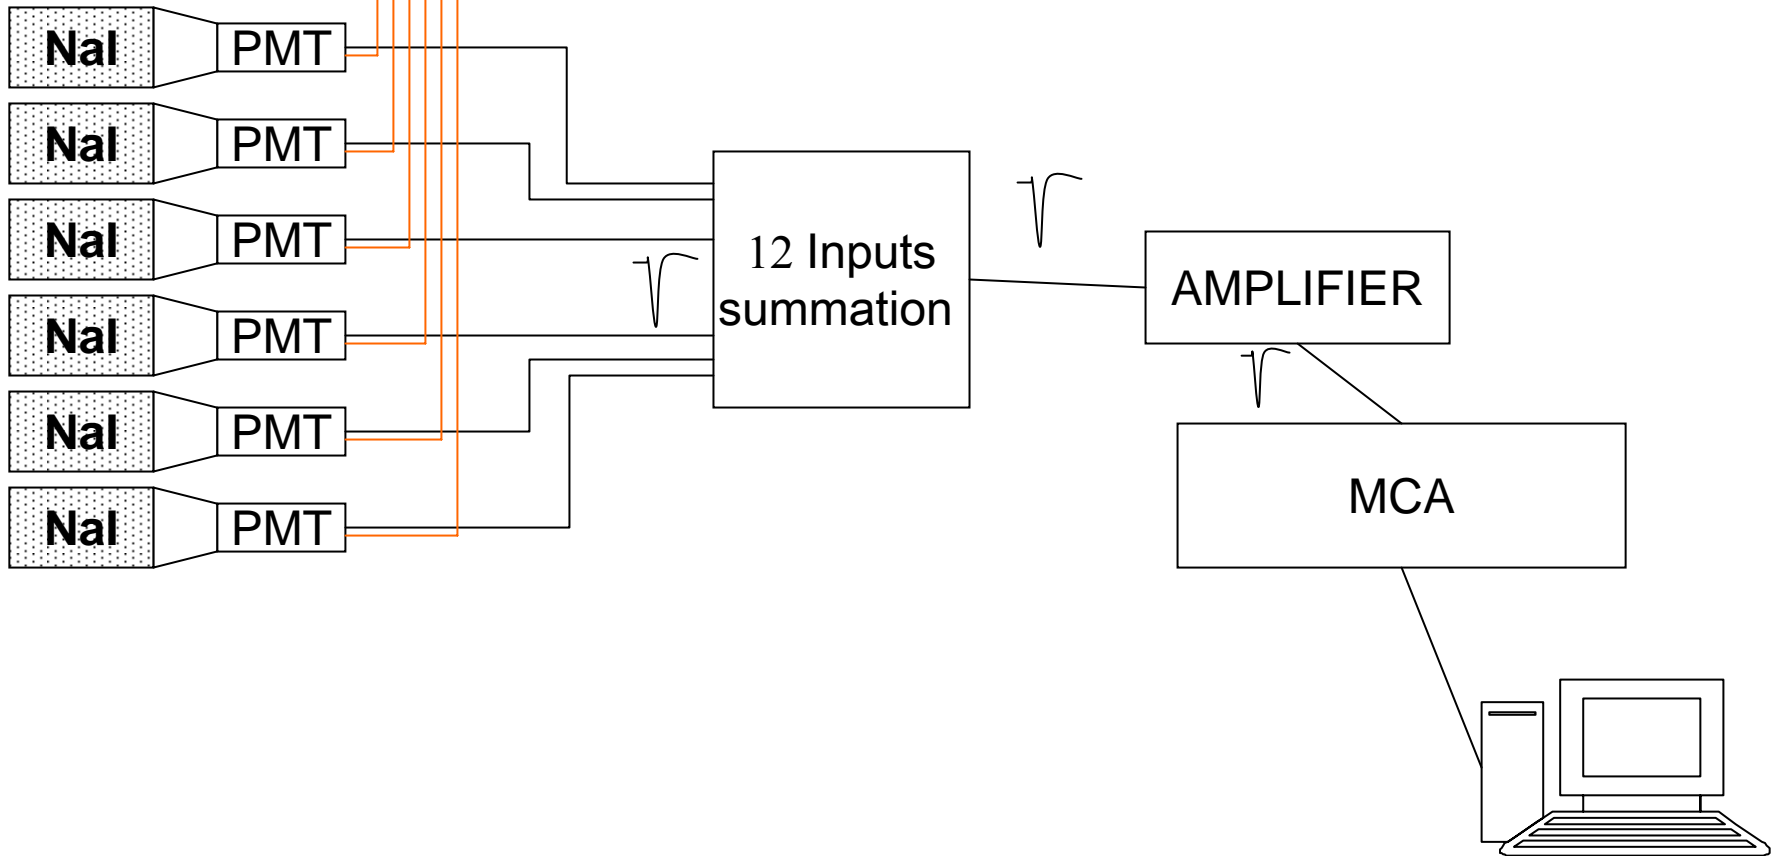 NaI PMT
NaI PMT
NaI PMT
NaI PMT
NaI PMT
NaI PMT
12 Inputs
summation
AMPLIFIER
MCA